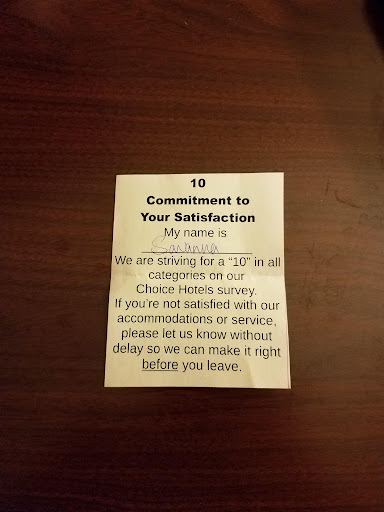 10
Commitment to
Your Satisfaction
My name is
Savanna
We are striving for a “10” in all
categories on our
Choice Hotels survey.
If you’re not satisfied with our
accommodations or service,
please let us know without
delay so we can make it right
before you leave.